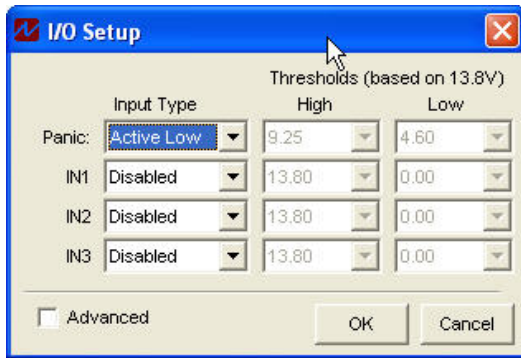 I/O Setup
Thresholds (based on 13.8V)
Input Type High Low
Panic: Active Low 9.25 4.60
IN1 Disabled 13.80 0.00
IN2 Disabled 13.80 0.00
IN3 Disabled 13.80 0.00
Advanced OK Cancel